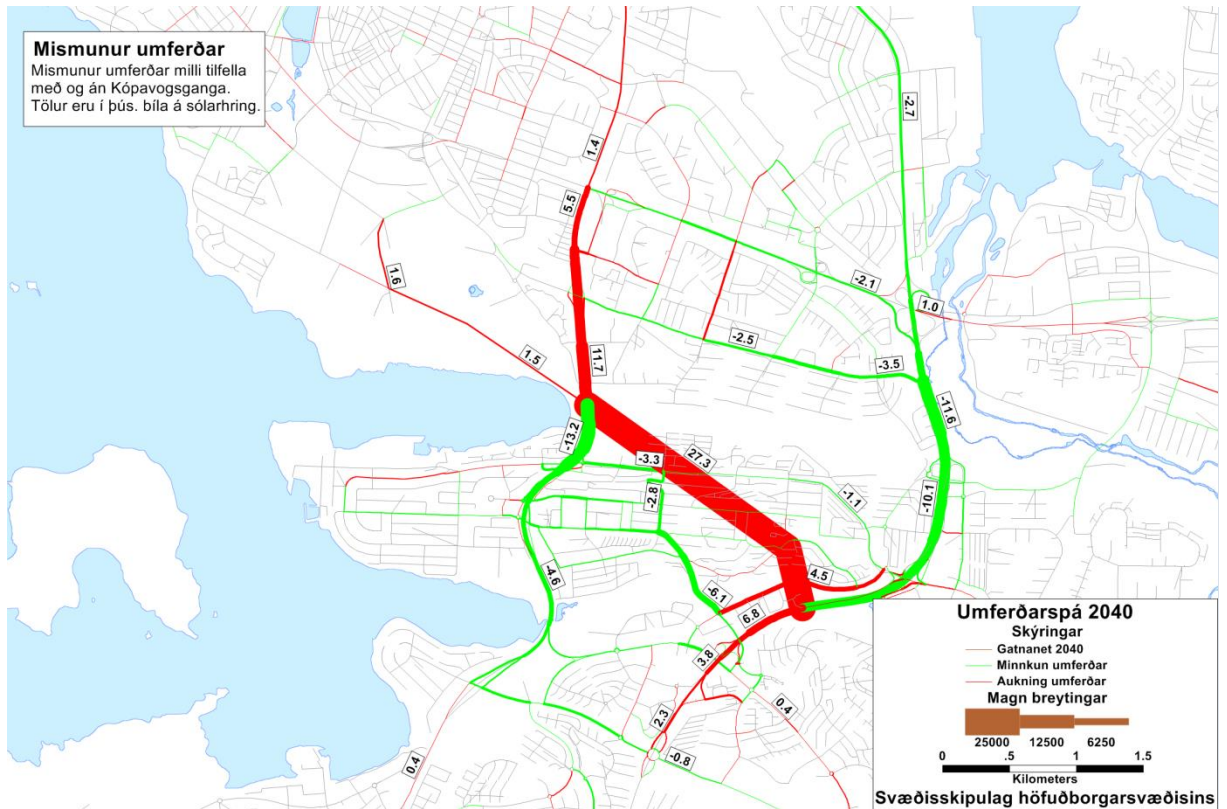 Mismunur umferðar
Mismunur umferðar milli tilfella
með og án Kópavogsganga.
Tölur eru í þús. bíla á sólarhring.
-2.7
1.4
5.5
1.6
-2.1
1.0
-2.5
-3.5
1.5
11.7
-11.6
-13.2
-3.3
27.3
-2.8
-1.1
-10.1
-4.6
4.5
-6.1
6.8
3.8
0.4
2.3
-0.8
0.4
Umferðarspá 2040
Skýringar
Gatnanet 2040
Minnkun umferðar
Aukning umferðar
Magn breytingar
25000 12500 6250
0 .5 1 1.5
Kilometers
Svæðisskipulag höfuðborgarsvæðisins